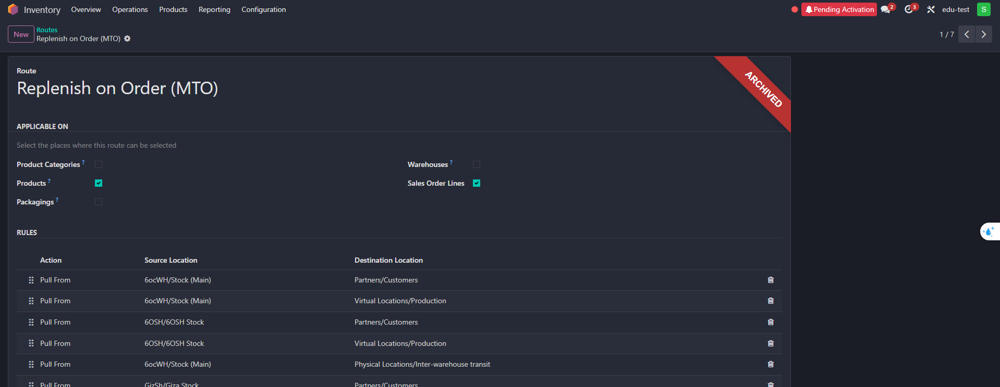 Inventory Overview Operations Products Reporting Configuration Pending Activation 2 3 edu-test S
New Routes
Replenish on Order (MTO) 1 / 7
Route
Replenish on Order (MTO)
ARCHIVED
APPLICABLE ON
Select the places where this route can be selected
Product Categories ? Warehouses ?
Products ? Sales Order Lines
Packagings ?
RULES
Action Source Location Destination Location
Pull From 6ocWH/Stock (Main) Partners/Customers
Pull From 6ocWH/Stock (Main) Virtual Locations/Production
Pull From 6OSH/6OSH Stock Partners/Customers
Pull From 6OSH/6OSH Stock Virtual Locations/Production
Pull From 6ocWH/Stock (Main) Physical Locations/Inter-warehouse transit
Pull From GizSh/Giza Stock Partners/Customers